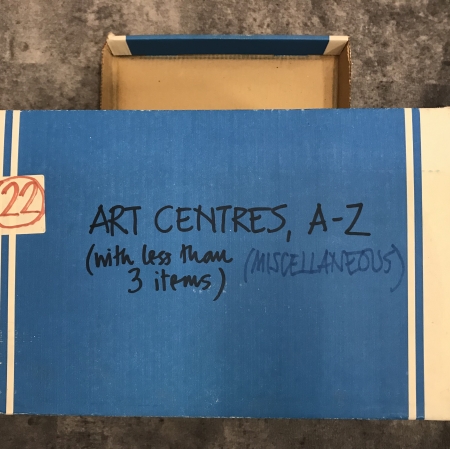 22
ART CENTRES, A-Z
(with less than (MISCELLANEOUS)
3 items)